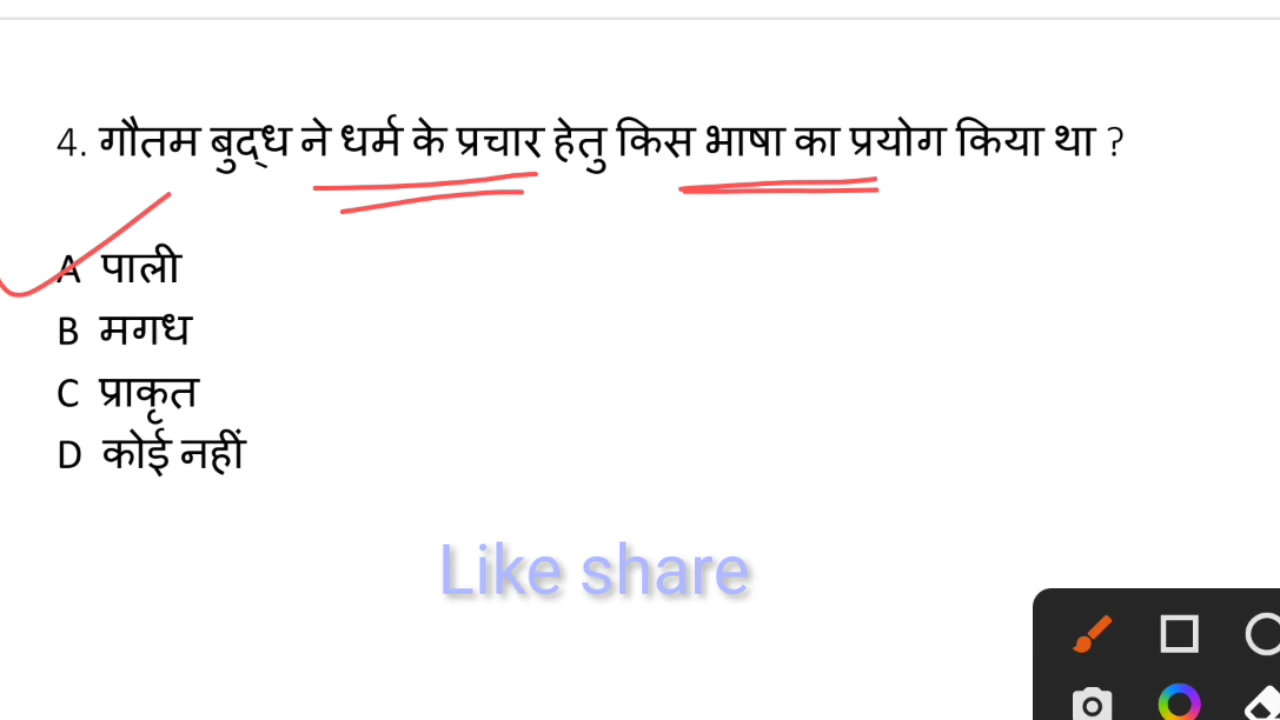 4. गौतम बुद्‌ध ने धर्म के प्रचार हेतु किस भाषा का प्रयोग किया था ?
A पाली
B मगध
C प्राकृत
D कोई नहीं
Like share